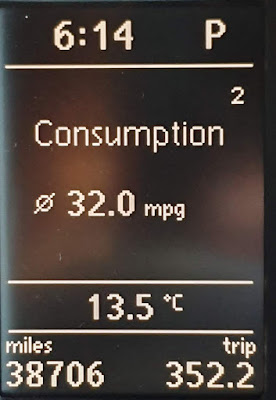 6:14 P
2
Consumption
ø 32.0 mpg
13.5 °C
miles trip
38706 352.2